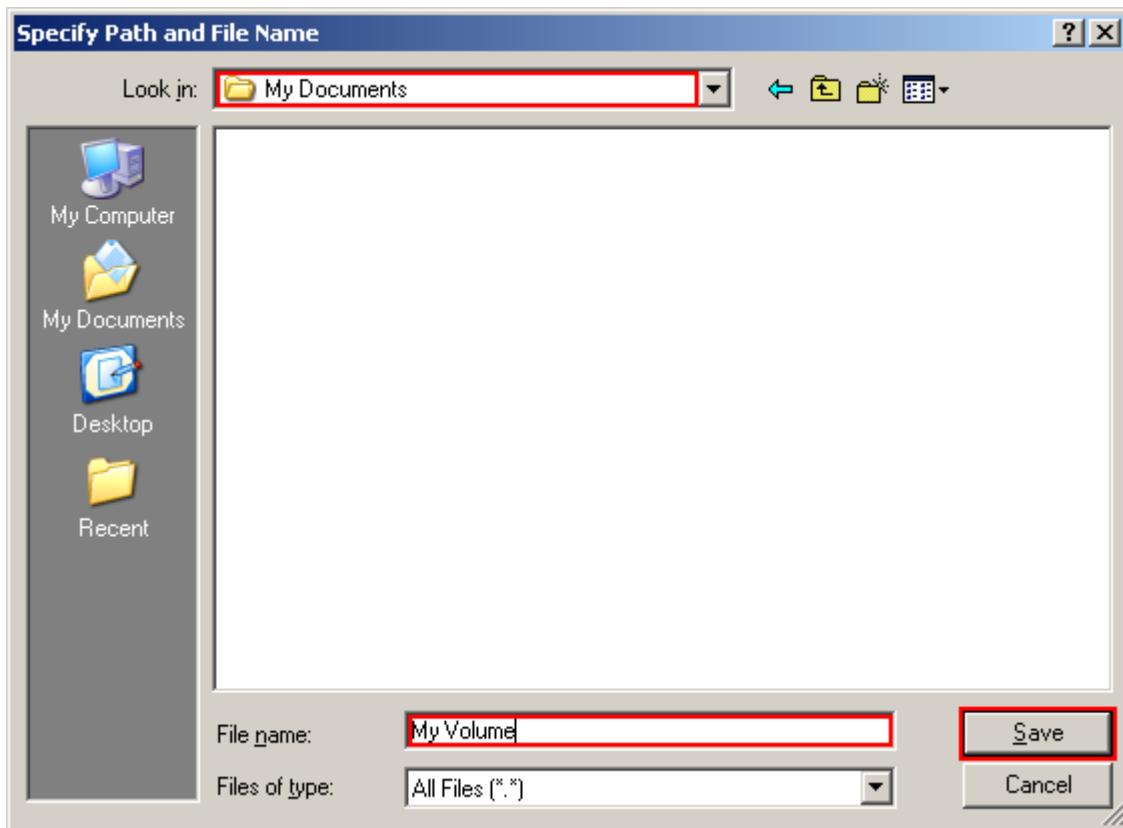 Specify Path and File Name
Look in: My Documents
My Computer
My Documents
Desktop
Recent
File name: My Volume Save
Files of type: All Files (*.*) Cancel